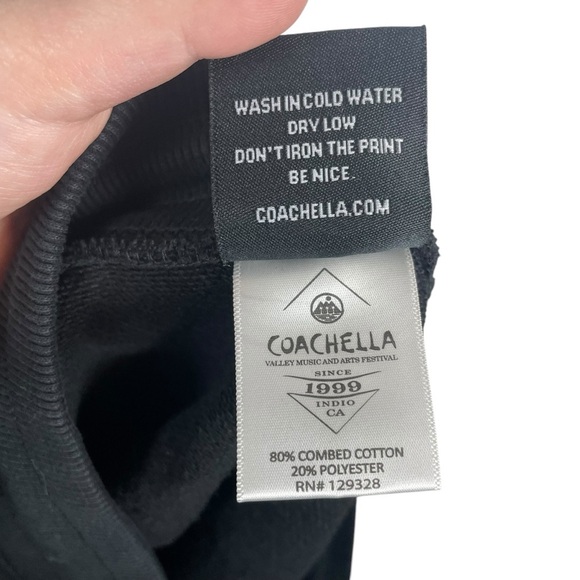 WASH IN COLD WATER
DRY LOW
DON'T IRON THE PRINT
BE NICE.
COACHELLA.COM
COACHELLA
VALLEY MUSIC AND ARTS FESTIVAL
SINCE
1999
INDIO
CA
80% COMBED COTTON
20% POLYESTER
RN# 129328